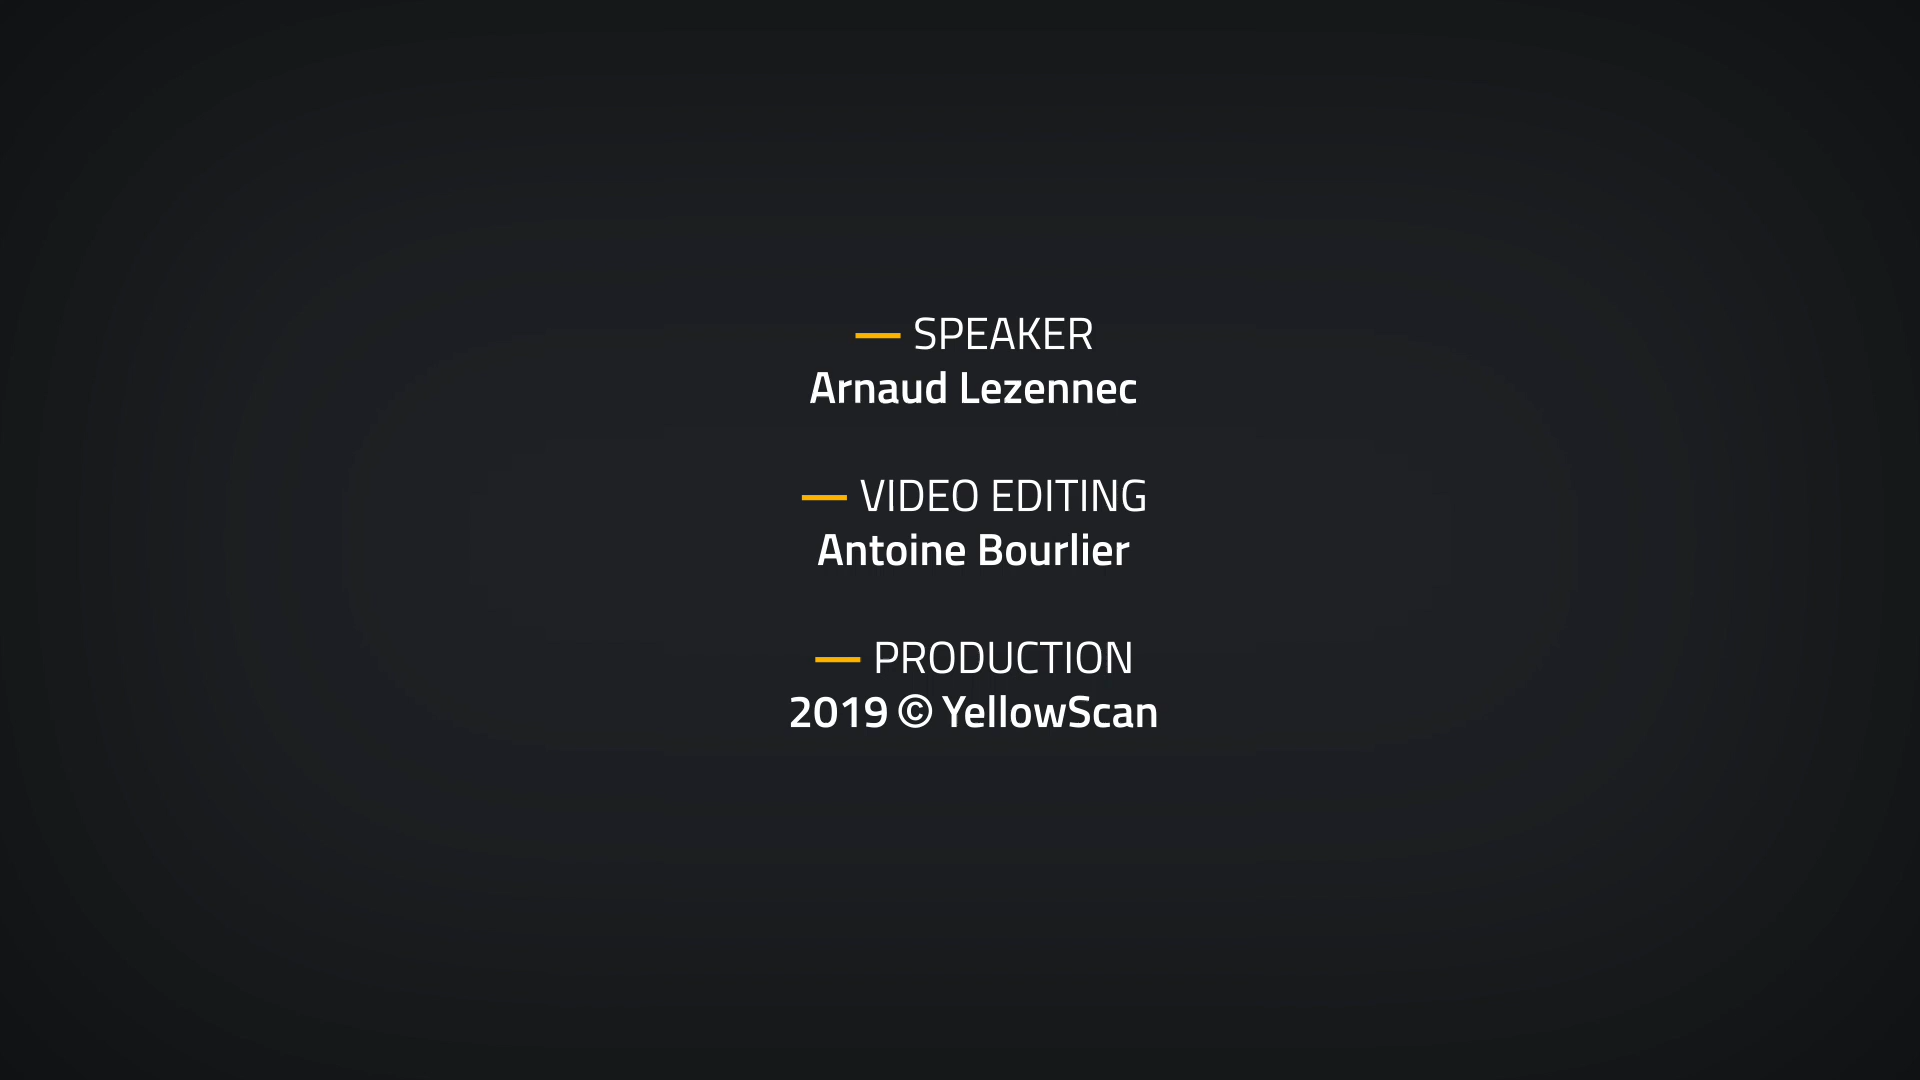 — SPEAKER
Arnaud Lezennec
— VIDEO EDITING
Antoine Bourlier
— PRODUCTION
2019 © YellowScan